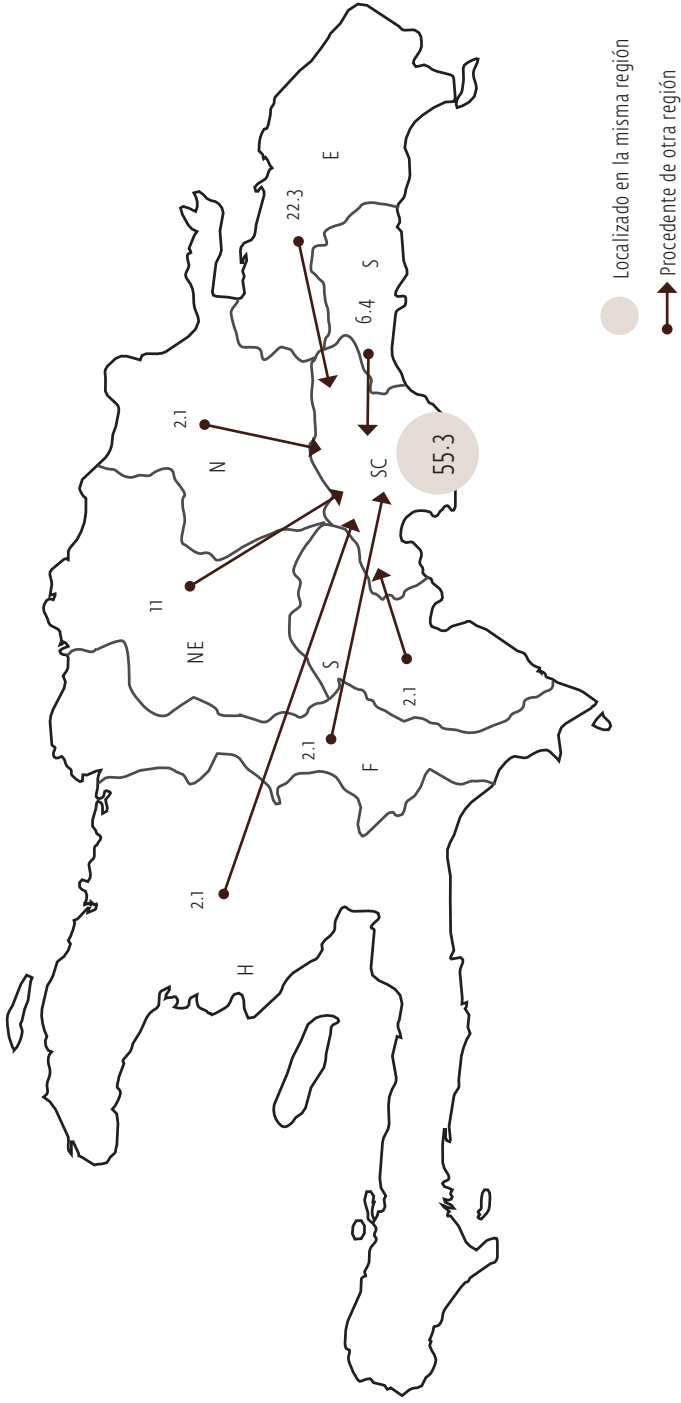 Localizado en la misma región
Procedente de otra región
E
22.3
S
6.4
2.1
N
SC
55.3
11
NE
S
2.1
2.1
F
2.1
H